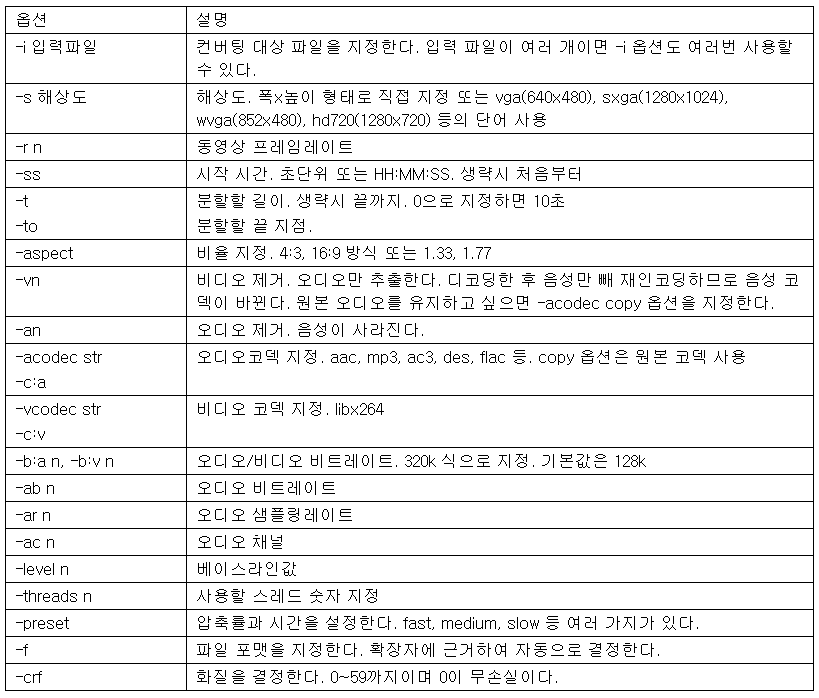 옵션 설명
-i 입력파일 컨버팅 대상 파일을 지정한다. 입력 파일이 여러 개이면 -i 옵션도 여러번 사용할
수 있다.
-s 해상도 해상도. 폭x높이 형태로 직접 지정 또는 vga(640x480), sxga(1280x1024),
wvga(852x480), hd720(1280x720) 등의 단어 사용
-r n 동영상 프레임레이트
-ss 시작 시간. 초단위 또는 HH:MM:SS. 생략시 처음부터
-t 분할할 길이. 생략시 끝까지. 0으로 지정하면 10초
-to 분할할 끝 지점.
-aspect 비율 지정. 4:3, 16:9 방식 또는 1.33, 1.77
-vn 비디오 제거. 오디오만 추출한다. 디코딩한 후 음성만 빼 재인코딩하므로 음성 코
덱이 바뀐다. 원본 오디오를 유지하고 싶으면 -acodec copy 옵션을 지정한다.
-an 오디오 제거. 음성이 사라진다.
-acodec str 오디오코덱 지정. aac, mp3, ac3, des, flac 등. copy 옵션은 원본 코덱 사용
-c:a
-vcodec str 비디오 코덱 지정. libx264
-c:v
-b:a n, -b:v n 오디오/비디오 비트레이트. 320k 식으로 지정. 기본값은 128k
-ab n 오디오 비트레이트
-ar n 오디오 샘플링레이트
-ac n 오디오 채널
-level n 베이스라인값
-threads n 사용할 스레드 숫자 지정
-preset 압축률과 시간을 설정한다. fast, medium, slow 등 여러 가지가 있다.
-f 파일 포맷을 지정한다. 확장자에 근거하여 자동으로 결정한다.
-crf 화질을 결정한다. 0~59까지이며 0이 무손실이다.